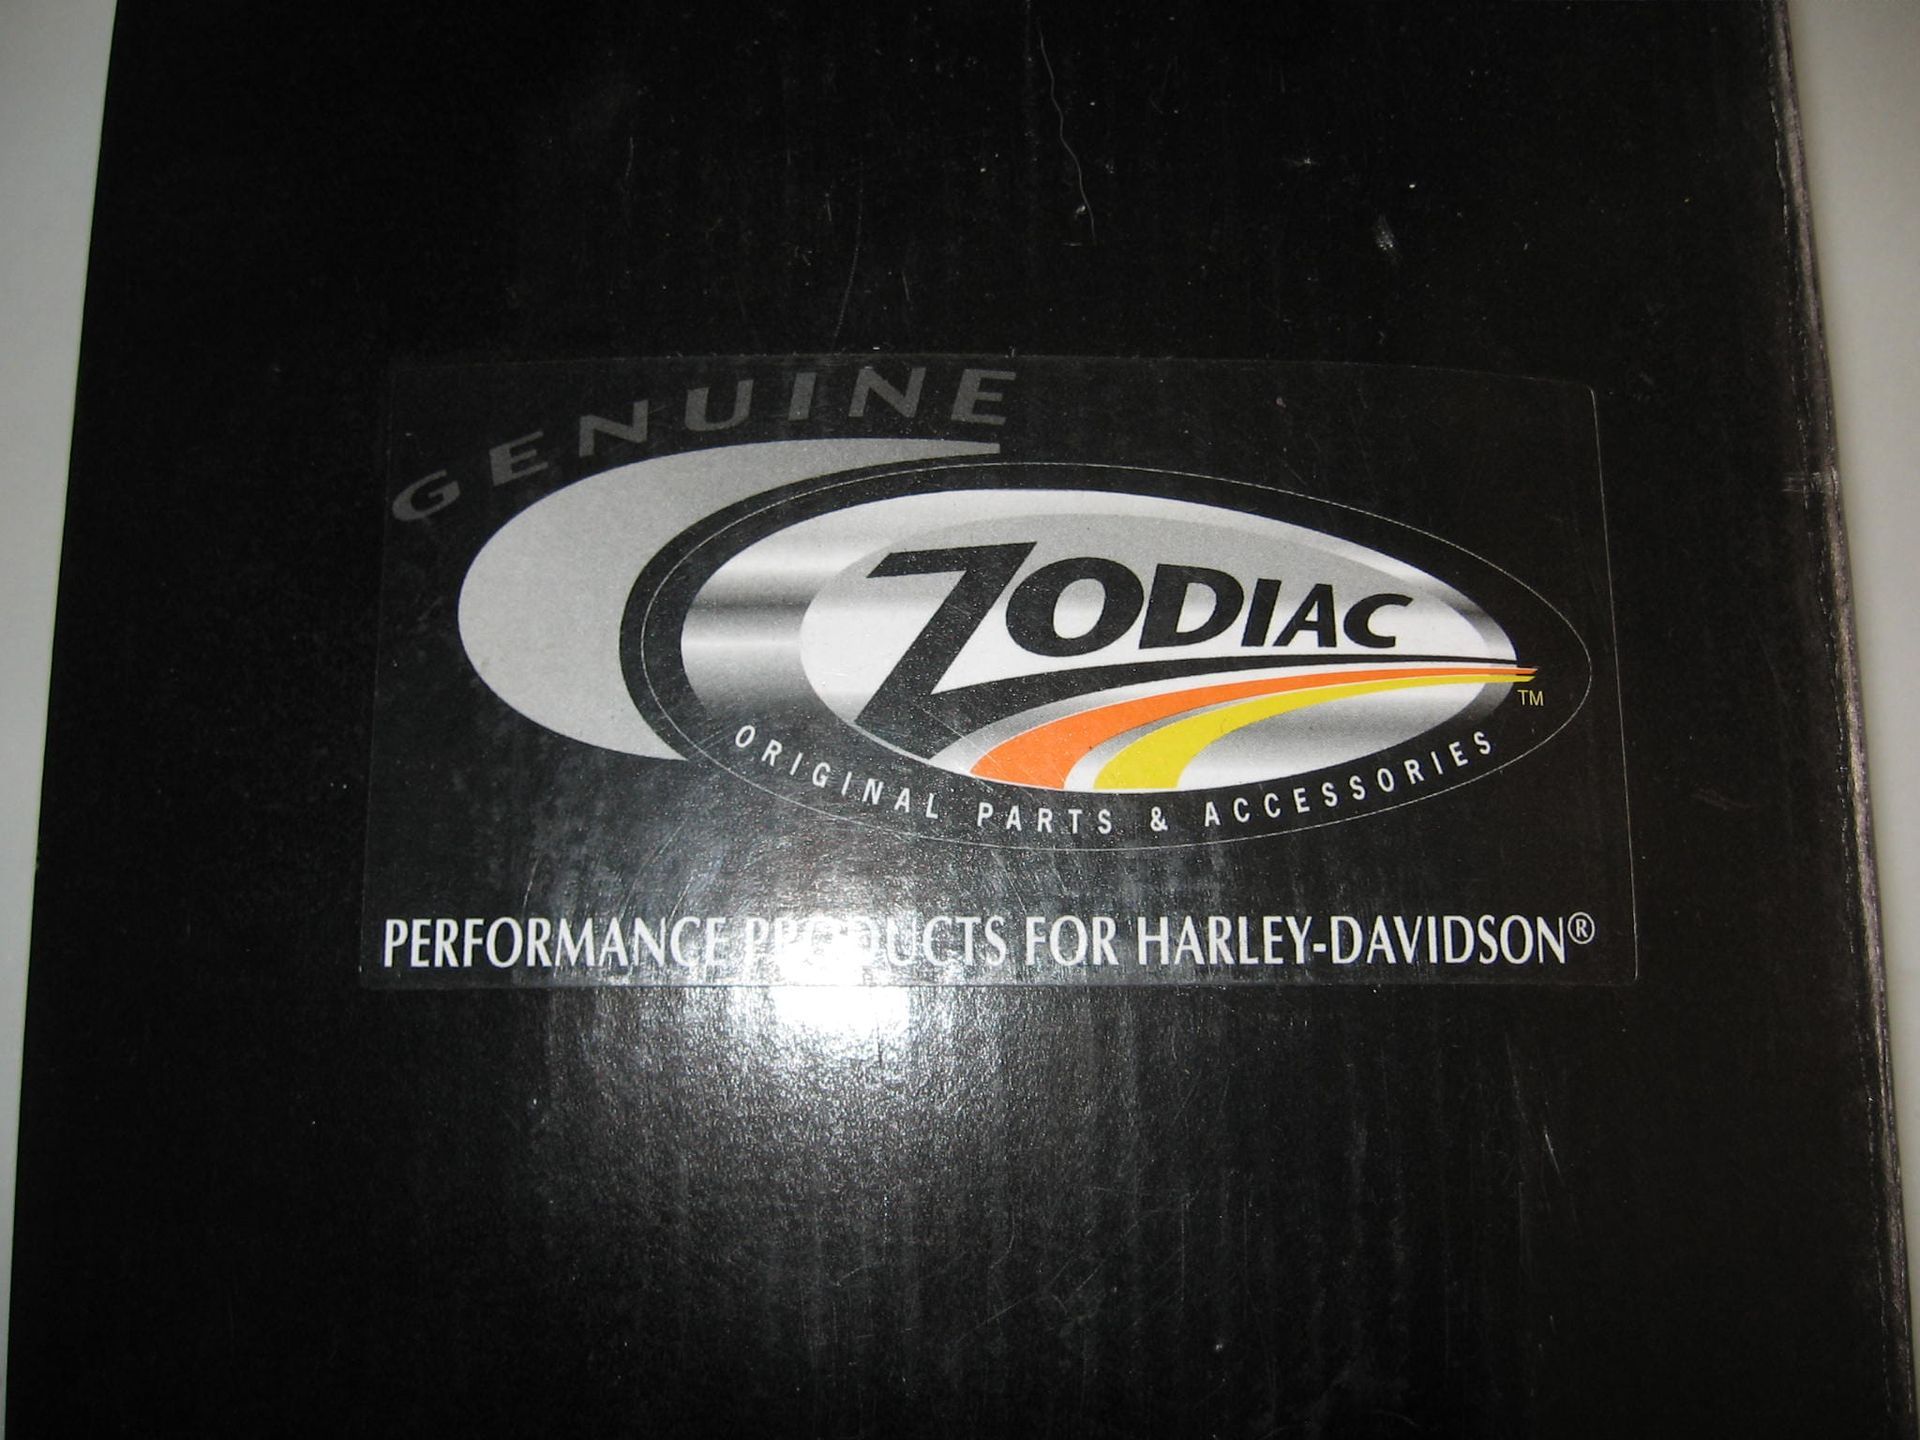 GENUINE
ZODIAC
TM
ORIGINAL PARTS & ACCESSORIES
PERFORMANCE PRODUCTS FOR HARLEY-DAVIDSON®